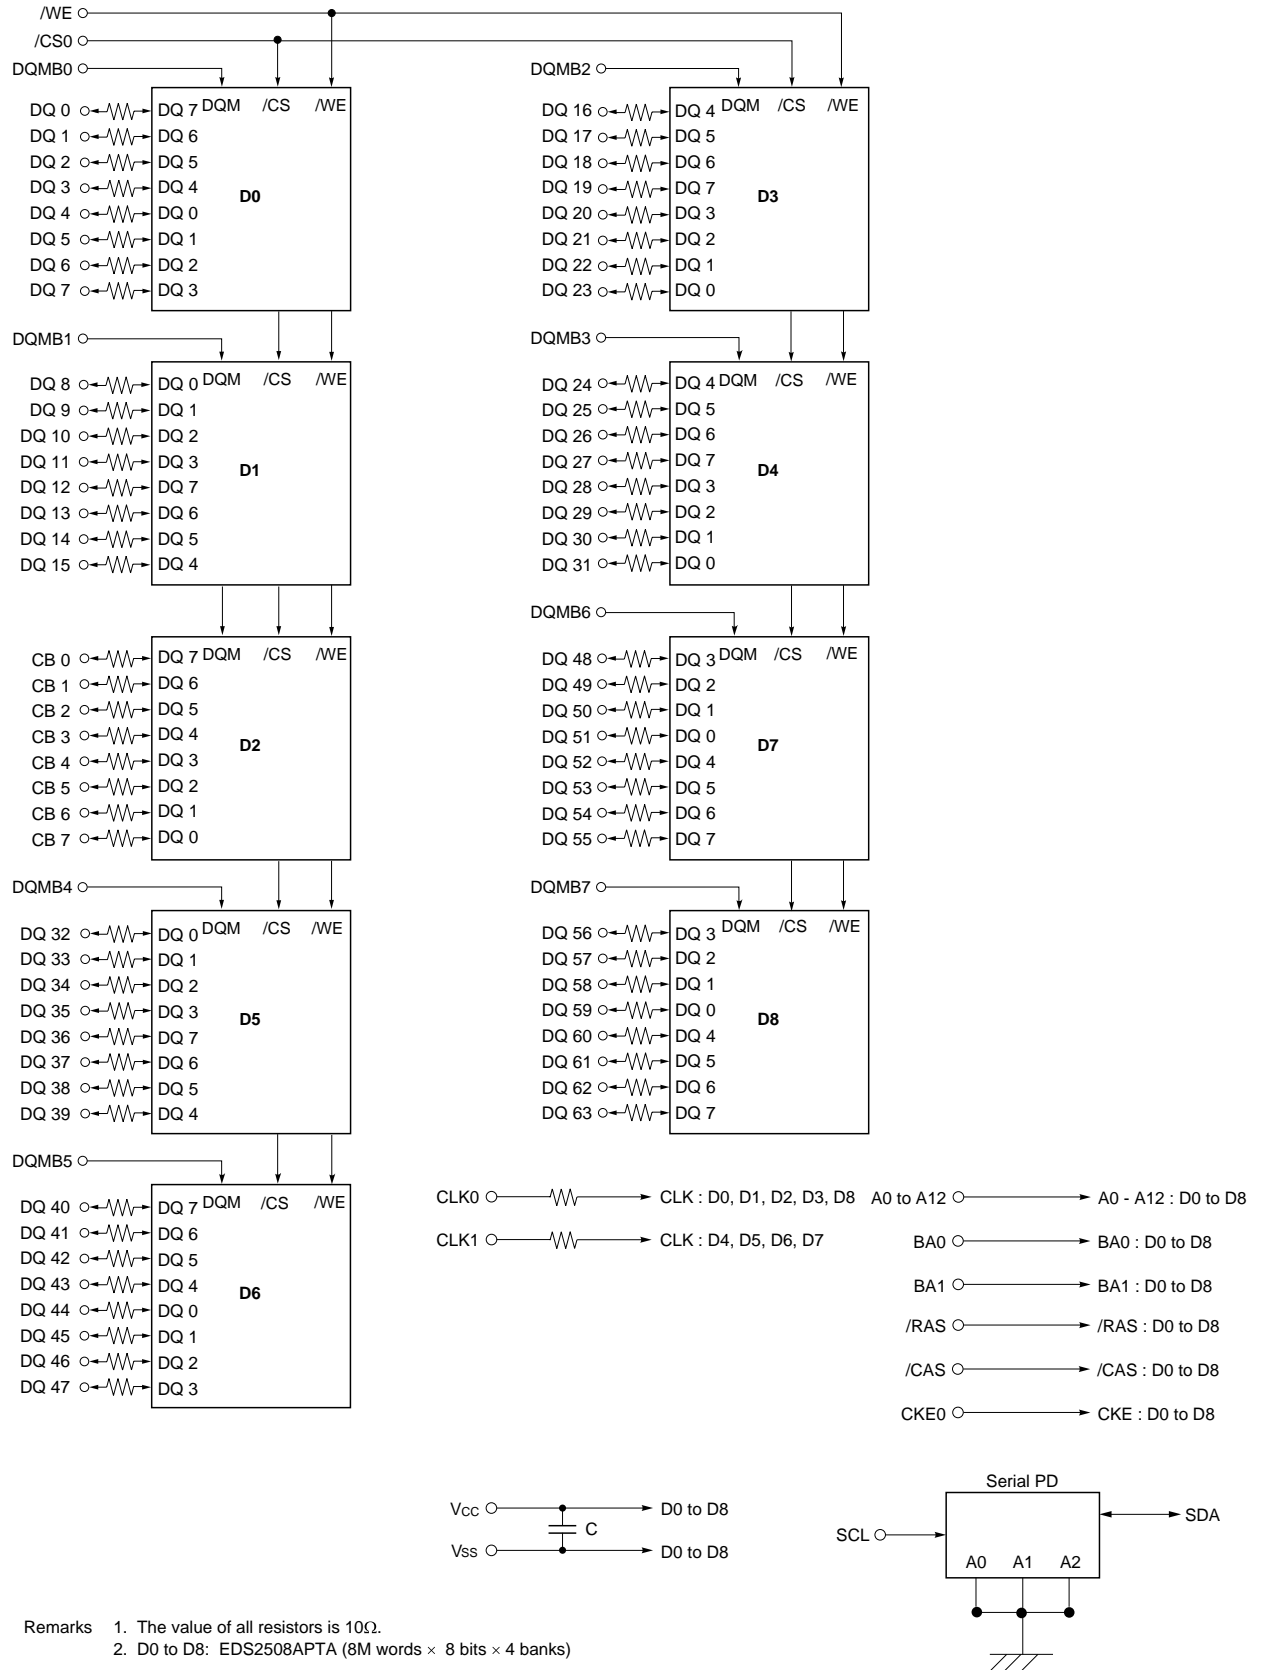 /WE
/CS0
DQMB0
DQM /CS /WE
DQ 0 DQ 7
DQ 1 DQ 6
DQ 2 DQ 5
DQ 3 DQ 4
D0
DQ 4 DQ 0
DQ 5 DQ 1
DQ 6 DQ 2
DQ 7 DQ 3
DQMB1
DQM /CS /WE
DQ 8 DQ 0
DQ 9 DQ 1
DQ 10 DQ 2
DQ 11 DQ 3
D1
DQ 12 DQ 7
DQ 13 DQ 6
DQ 14 DQ 5
DQ 15 DQ 4
DQM /CS /WE
CB 0 DQ 7
CB 1 DQ 6
CB 2 DQ 5
CB 3 DQ 4
D2
CB 4 DQ 3
CB 5 DQ 2
CB 6 DQ 1
CB 7 DQ 0
DQMB4
DQM /CS /WE
DQ 32 DQ 0
DQ 33 DQ 1
DQ 34 DQ 2
DQ 35 DQ 3
D5
DQ 36 DQ 7
DQ 37 DQ 6
DQ 38 DQ 5
DQ 39 DQ 4
DQMB5
DQM /CS /WE
DQ 40 DQ 7
DQ 41 DQ 6
DQ 42 DQ 5
DQ 43 DQ 4
D6
DQ 44 DQ 0
DQ 45 DQ 1
DQ 46 DQ 2
DQ 47 DQ 3
DQMB2
DQM /CS /WE
DQ 16 DQ 4
DQ 17 DQ 5
DQ 18 DQ 6
DQ 19 DQ 7
D3
DQ 20 DQ 3
DQ 21 DQ 2
DQ 22 DQ 1
DQ 23 DQ 0
DQMB3
DQM /CS /WE
DQ 24 DQ 4
DQ 25 DQ 5
DQ 26 DQ 6
DQ 27 DQ 7
D4
DQ 28 DQ 3
DQ 29 DQ 2
DQ 30 DQ 1
DQ 31 DQ 0
DQMB6
DQM /CS /WE
DQ 48 DQ 3
DQ 49 DQ 2
DQ 50 DQ 1
DQ 51 DQ 0
D7
DQ 52 DQ 4
DQ 53 DQ 5
DQ 54 DQ 6
DQ 55 DQ 7
DQMB7
DQM /CS /WE
DQ 56 DQ 3
DQ 57 DQ 2
DQ 58 DQ 1
DQ 59 DQ 0
D8
DQ 60 DQ 4
DQ 61 DQ 5
DQ 62 DQ 6
DQ 63 DQ 7
CLK0 CLK : D0, D1, D2, D3, D8
CLK1 CLK : D4, D5, D6, D7
A0 to A12 A0 - A12 : D0 to D8
BA0 BA0 : D0 to D8
BA1 BA1 : D0 to D8
/RAS /RAS : D0 to D8
/CAS /CAS : D0 to D8
CKE0 CKE : D0 to D8
VCC D0 to D8
C
VSS D0 to D8
Serial PD
SCL SDA
A0 A1 A2
Remarks 1. The value of all resistors is 10Ω.
2. D0 to D8: EDS2508APTA (8M words × 8 bits × 4 banks)